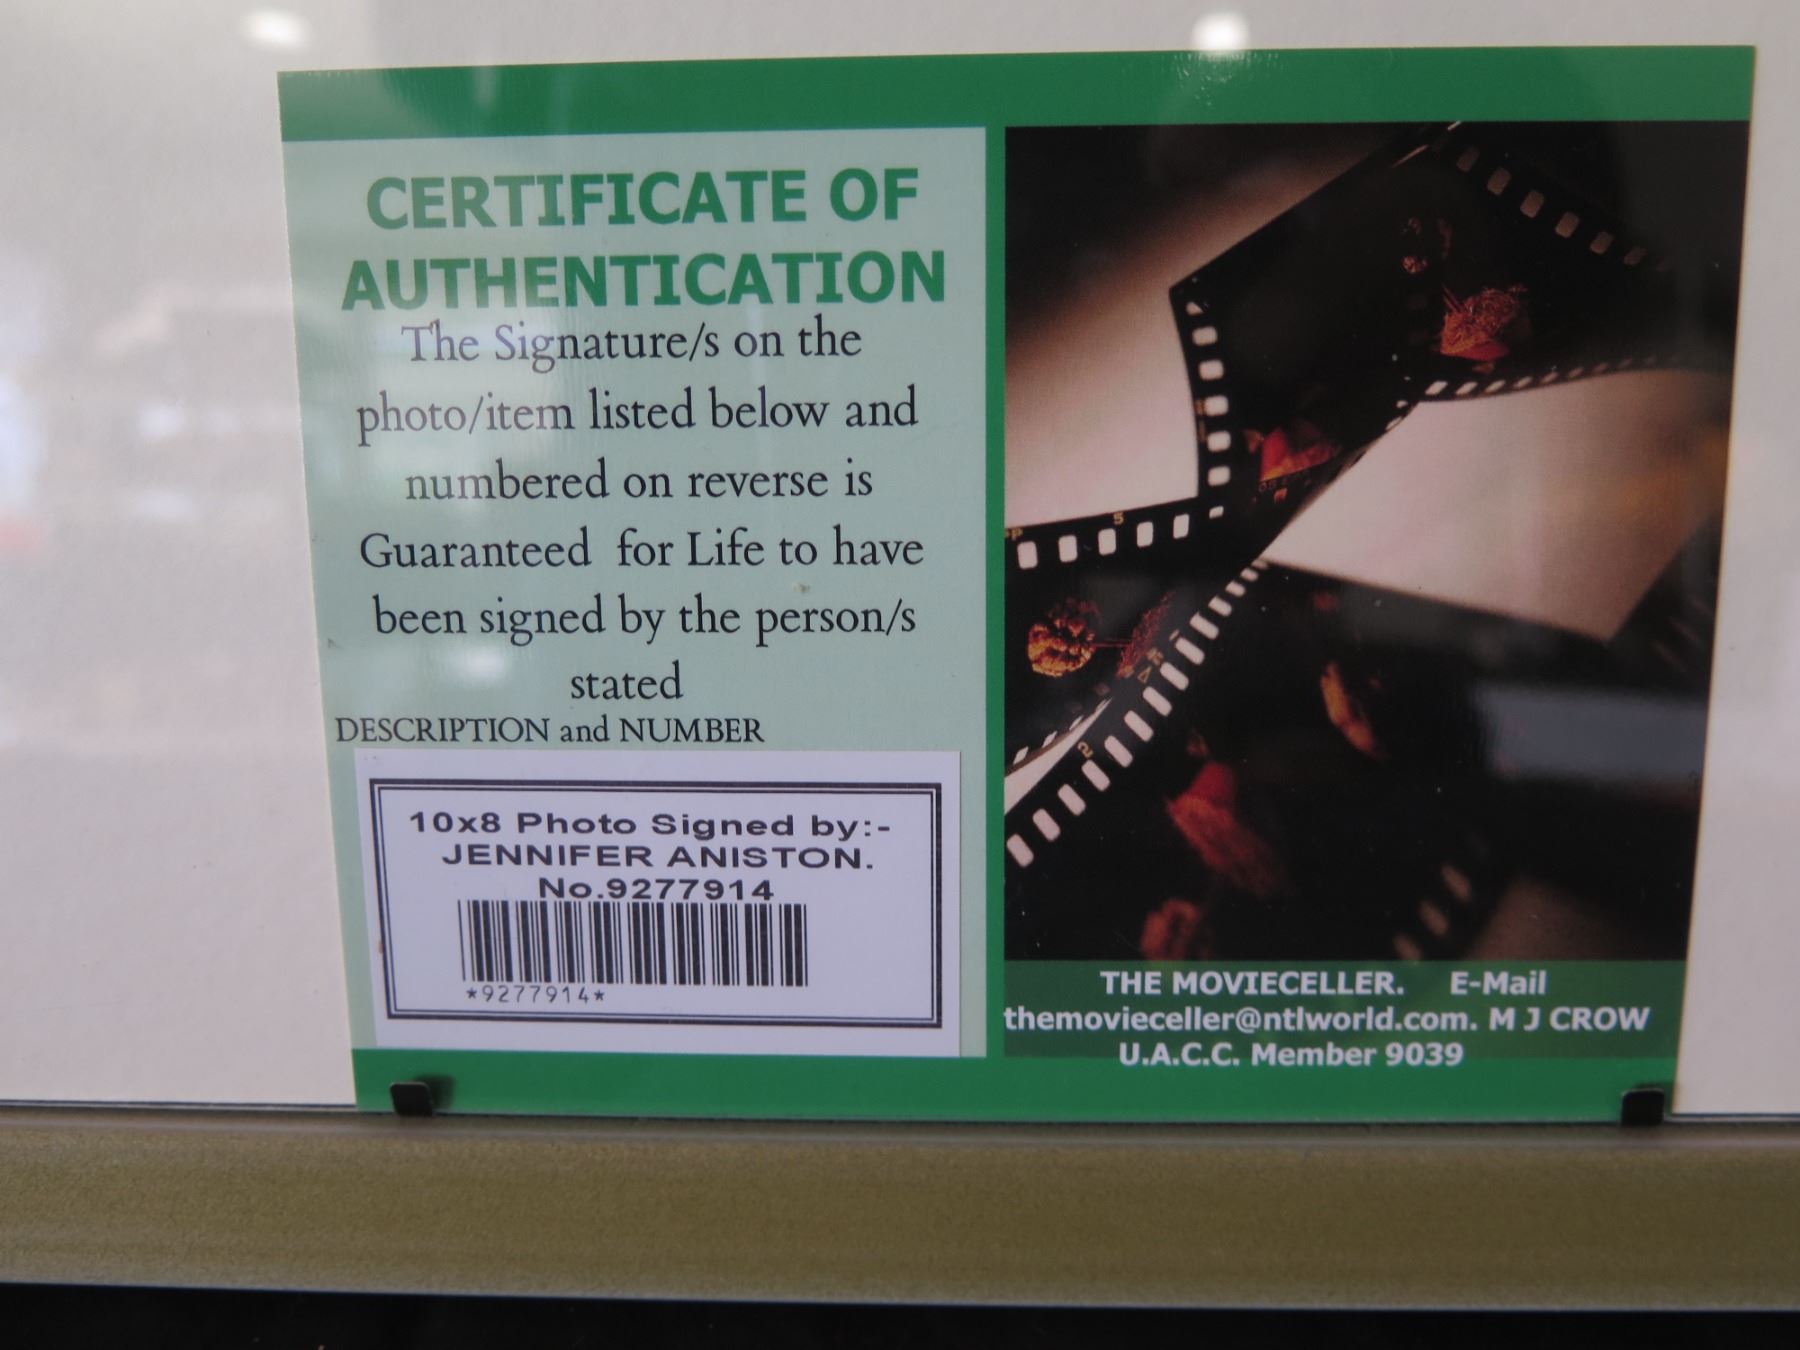 CERTIFICATE OF
AUTHENTICATION
The Signature/s on the
photo/item listed below and
numbered on reverse is
Guaranteed for Life to have
been signed by the person/s
stated
DESCRIPTION and NUMBER
10x8 Photo Signed by:-
JENNIFER ANISTON.
No.9277914
*9277914*
5
2
THE MOVIECELLER. E-Mail
themovieceller@ntlworld.com. M J CROW
U.A.C.C. Member 9039